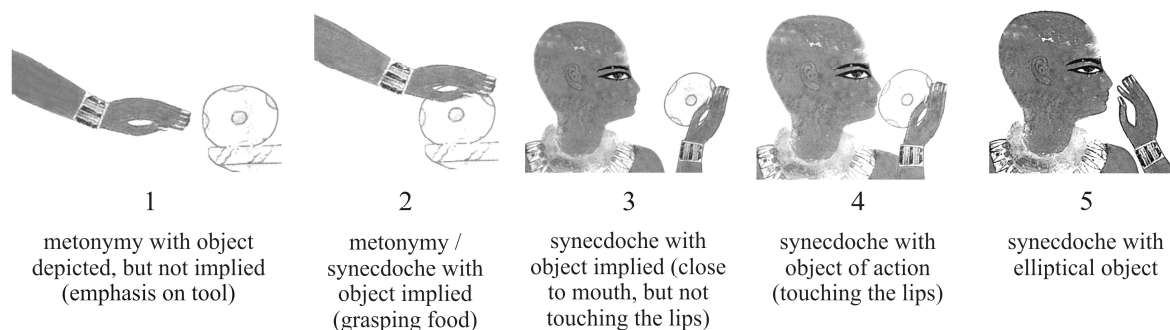 1
metonymy with object
depicted, but not implied
(emphasis on tool)
2
metonymy /
synecdoche with
object implied
(grasping food)
3
synecdoche with
object implied (close
to mouth, but not
touching the lips)
4
synecdoche with
object of action
(touching the lips)
5
synecdoche with
elliptical object